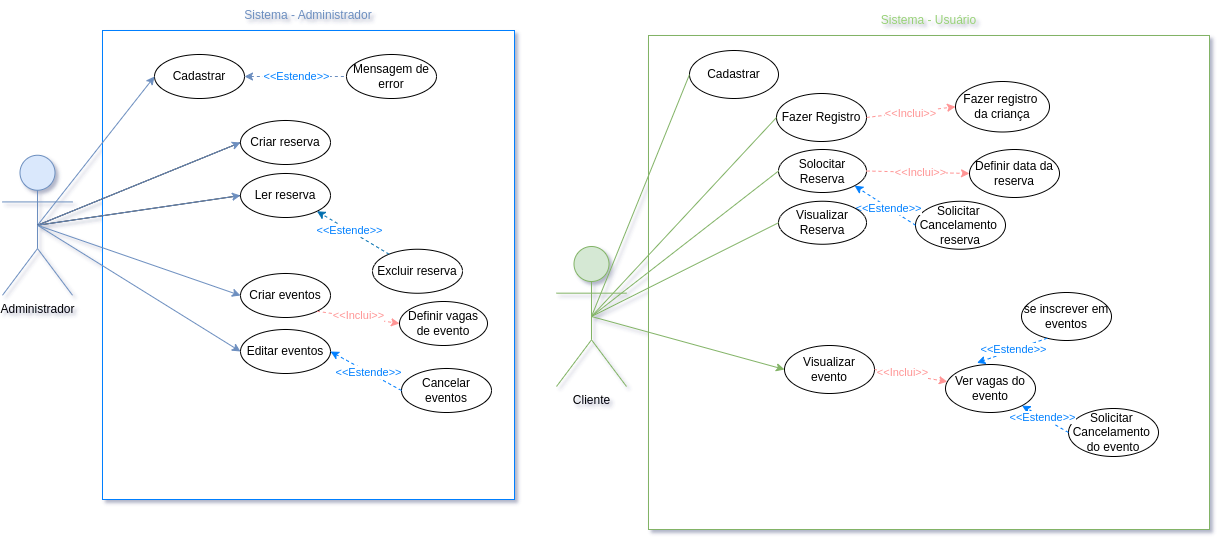 Sistema - Administrador
Cadastrar
<<Estende>>
Mensagem de
error
Criar reserva
Ler reserva
<<Estende>>
Excluir reserva
Administrador
Criar eventos
<<Inclui>>
Definir vagas
de evento
Editar eventos
<<Estende>>
Cancelar
eventos
Sistema - Usuário
Cadastrar
Fazer Registro
<<Inclui>>
Fazer registro
da criança
Solocitar
Reserva
<<Inclui>>
Definir data da
reserva
Visualizar
Reserva
<<Estende>>
Solicitar
Cancelamento
reserva
Cliente
Visualizar
evento
<<Inclui>>
Ver vagas do
evento
<<Estende>>
se inscrever em
eventos
<<Estende>>
Solicitar
Cancelamento
do evento